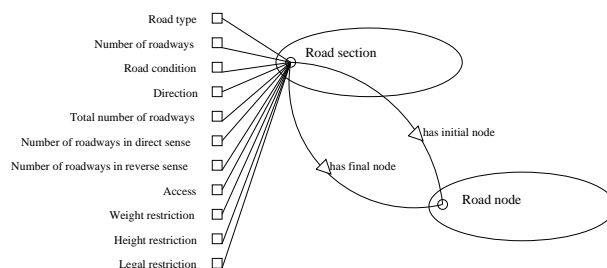 Road type
Number of roadways
Road condition
Direction
Total number of roadways
Number of roadways in direct sense
Number of roadways in reverse sense
Access
Weight restriction
Height restriction
Legal restriction
Road section
has initial node
has final node
Road node